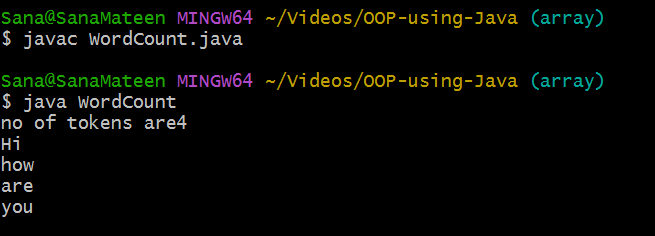 Sana@SanaMateen MINGW64 ~/Videos/OOP-using-Java (array)
$ javac WordCount.java
Sana@SanaMateen MINGW64 ~/Videos/OOP-using-Java (array)
$ java WordCount
no of tokens are4
Hi
how
are
you